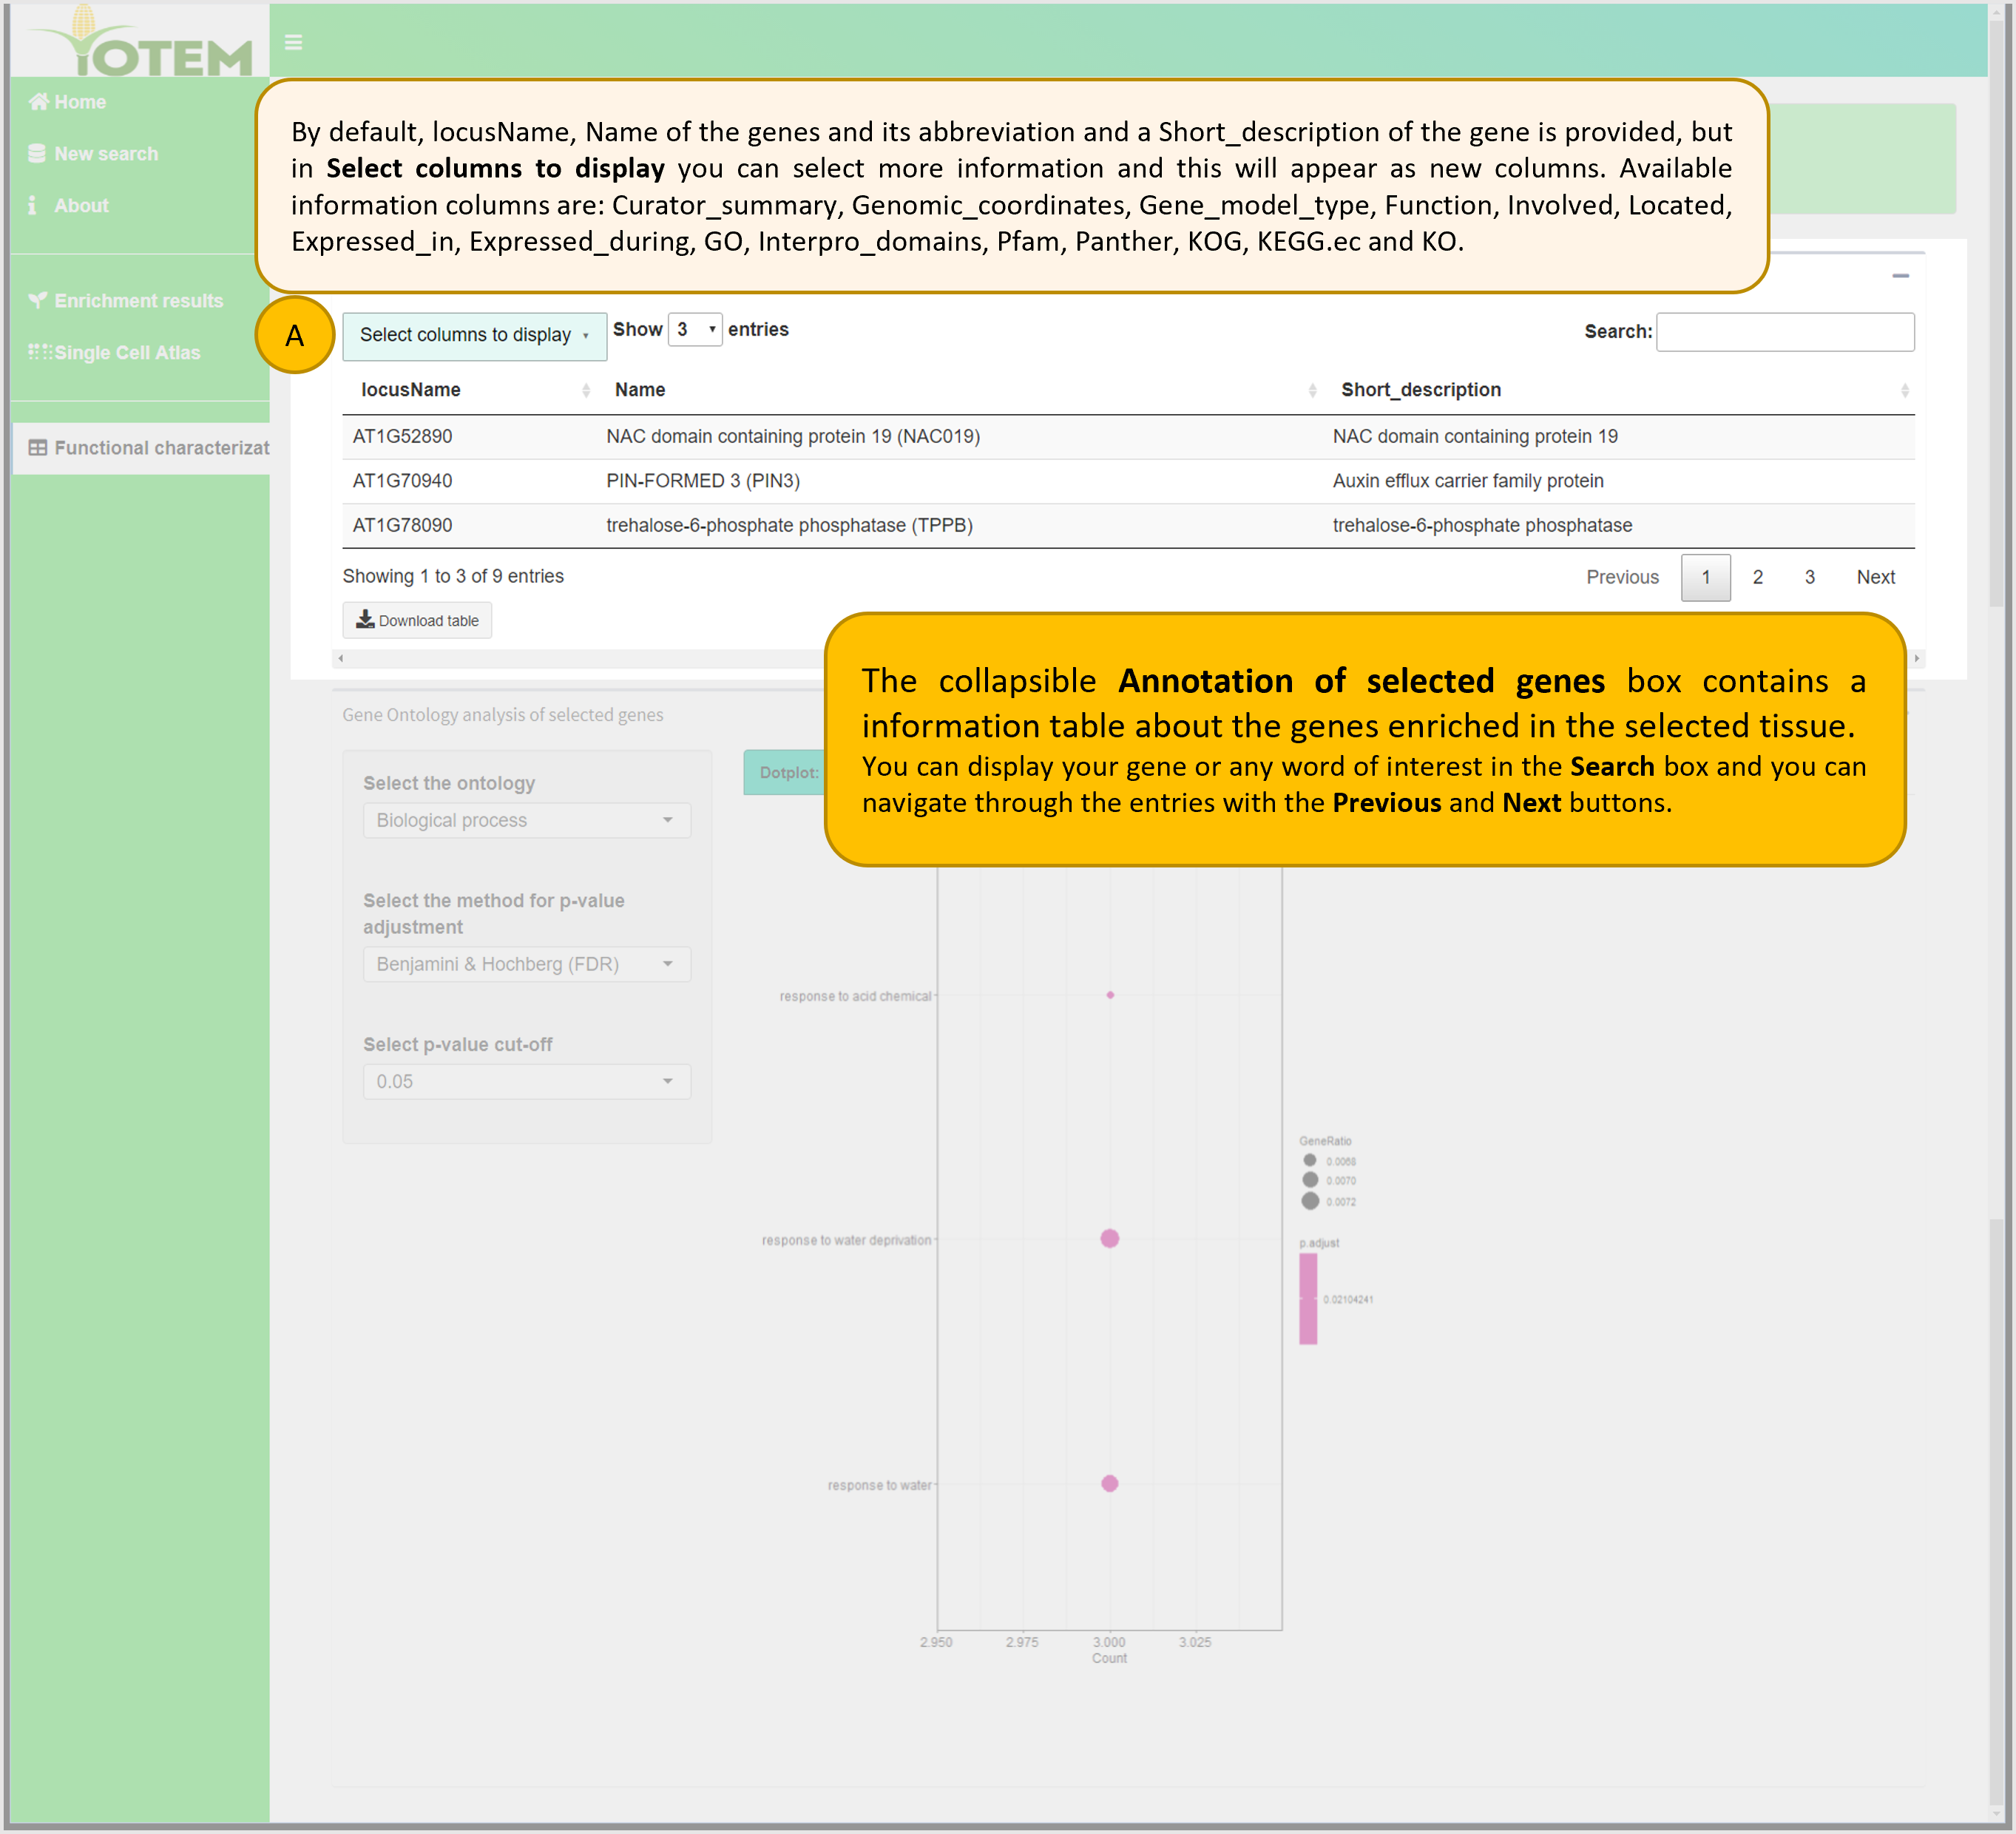 TOTEM
Home
New search
About
Enrichment results
Single Cell Atlas
Functional characterizat
By default, locusName, Name of the genes and its abbreviation and a Short_description of the gene is provided, but
in Select columns to display you can select more information and this will appear as new columns. Available
information columns are: Curator_summary, Genomic_coordinates, Gene_model_type, Function, Involved, Located,
Expressed_in, Expressed_during, GO, Interpro_domains, Pfam, Panther, KOG, KEGG.ec and KO.
A
Select columns to display Show 3 entries Search:
locusName Name Short_description
AT1G52890 NAC domain containing protein 19 (NAC019) NAC domain containing protein 19
AT1G70940 PIN-FORMED 3 (PIN3) Auxin efflux carrier family protein
AT1G78090 trehalose-6-phosphate phosphatase (TPPB) trehalose-6-phosphate phosphatase
Showing 1 to 3 of 9 entries Previous 1 2 3 Next
Download table
The collapsible Annotation of selected genes box contains a
information table about the genes enriched in the selected tissue.
You can display your gene or any word of interest in the Search box and you can
navigate through the entries with the Previous and Next buttons.
Gene Ontology analysis of selected genes
Select the ontology
Biological process
Select the method for p-value
adjustment
Benjamini & Hochberg (FDR)
Select p-value cut-off
0.05
Dotplot:
response to acid chemical
response to water deprivation
response to water
2.950 2.975 3.000 3.025
Count
GeneRatio
0.0068
0.0070
0.0072
p.adjust
0.02104241